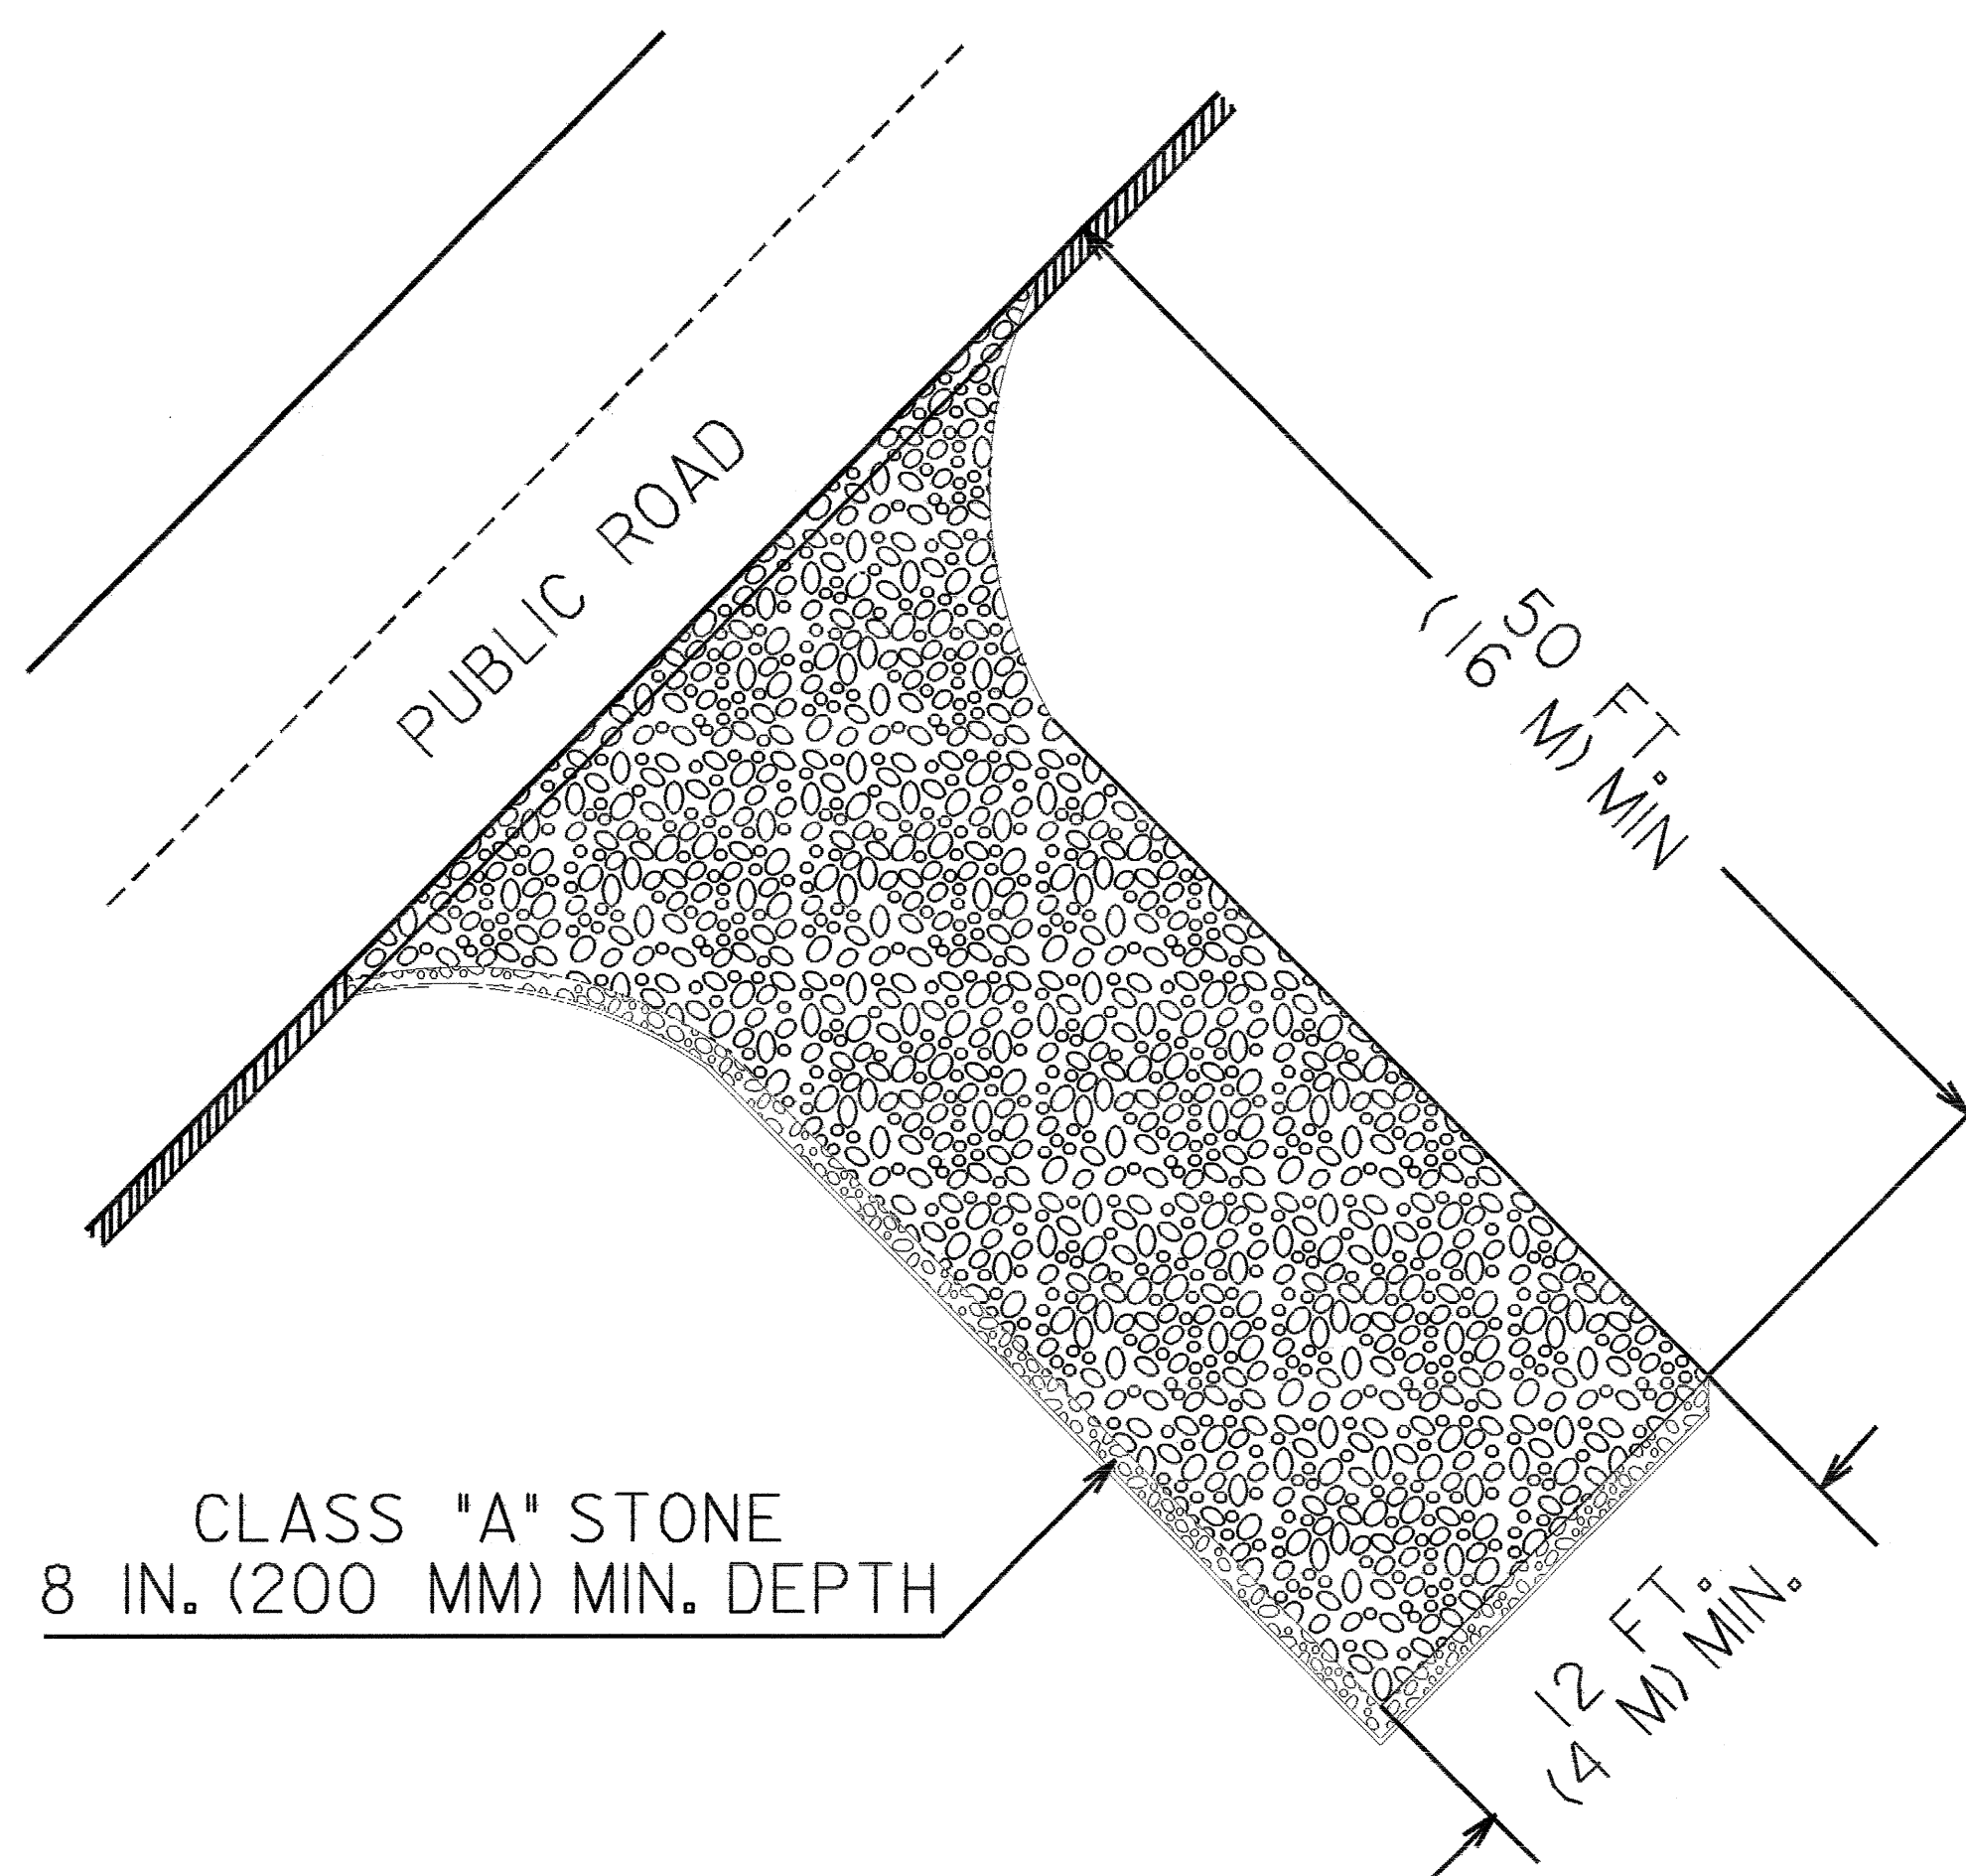 PUBLIC ROAD
50 FT.
(16 M) MIN
CLASS "A" STONE
8 IN. (200 MM) MIN. DEPTH
12 FT.
(4 M) MIN.